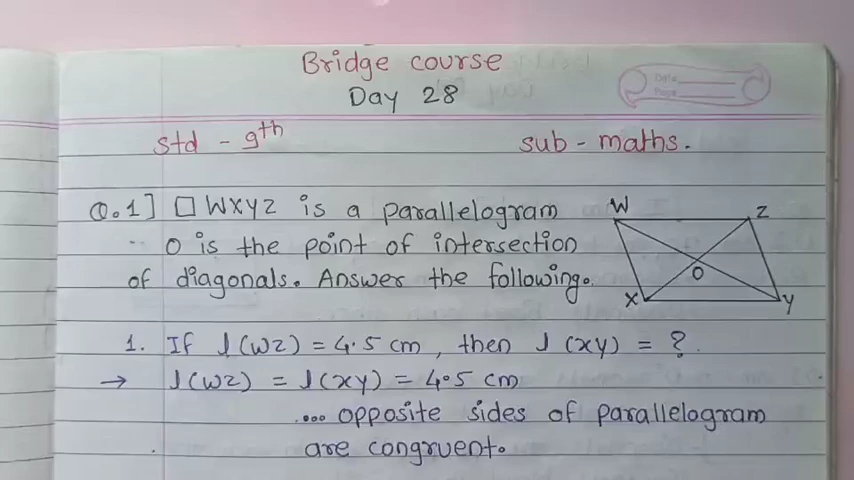 Bridge course
Day 28
Date
Page
Std - 9th sub - maths.
Q.1] □ WXYZ is a parallelogram
O is the point of intersection
of diagonals. Answer the following.
W Z
O
X Y
1. If l(WZ) = 4.5 cm, then l(XY) = ?
→ l(WZ) = l(XY) = 4.5 cm
... opposite sides of parallelogram
are congruent.